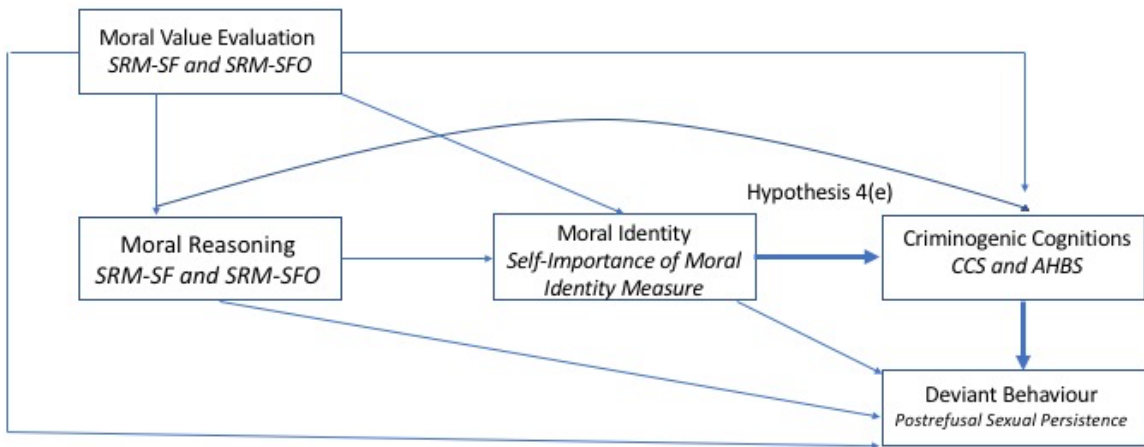 Moral Value Evaluation
SRM-SF and SRM-SFO
Hypothesis 4(e)
Moral Reasoning
SRM-SF and SRM-SFO
Moral Identity
Self-Importance of Moral
Identity Measure
Criminogenic Cognitions
CCS and AHBS
Deviant Behaviour
Postrefusal Sexual Persistence